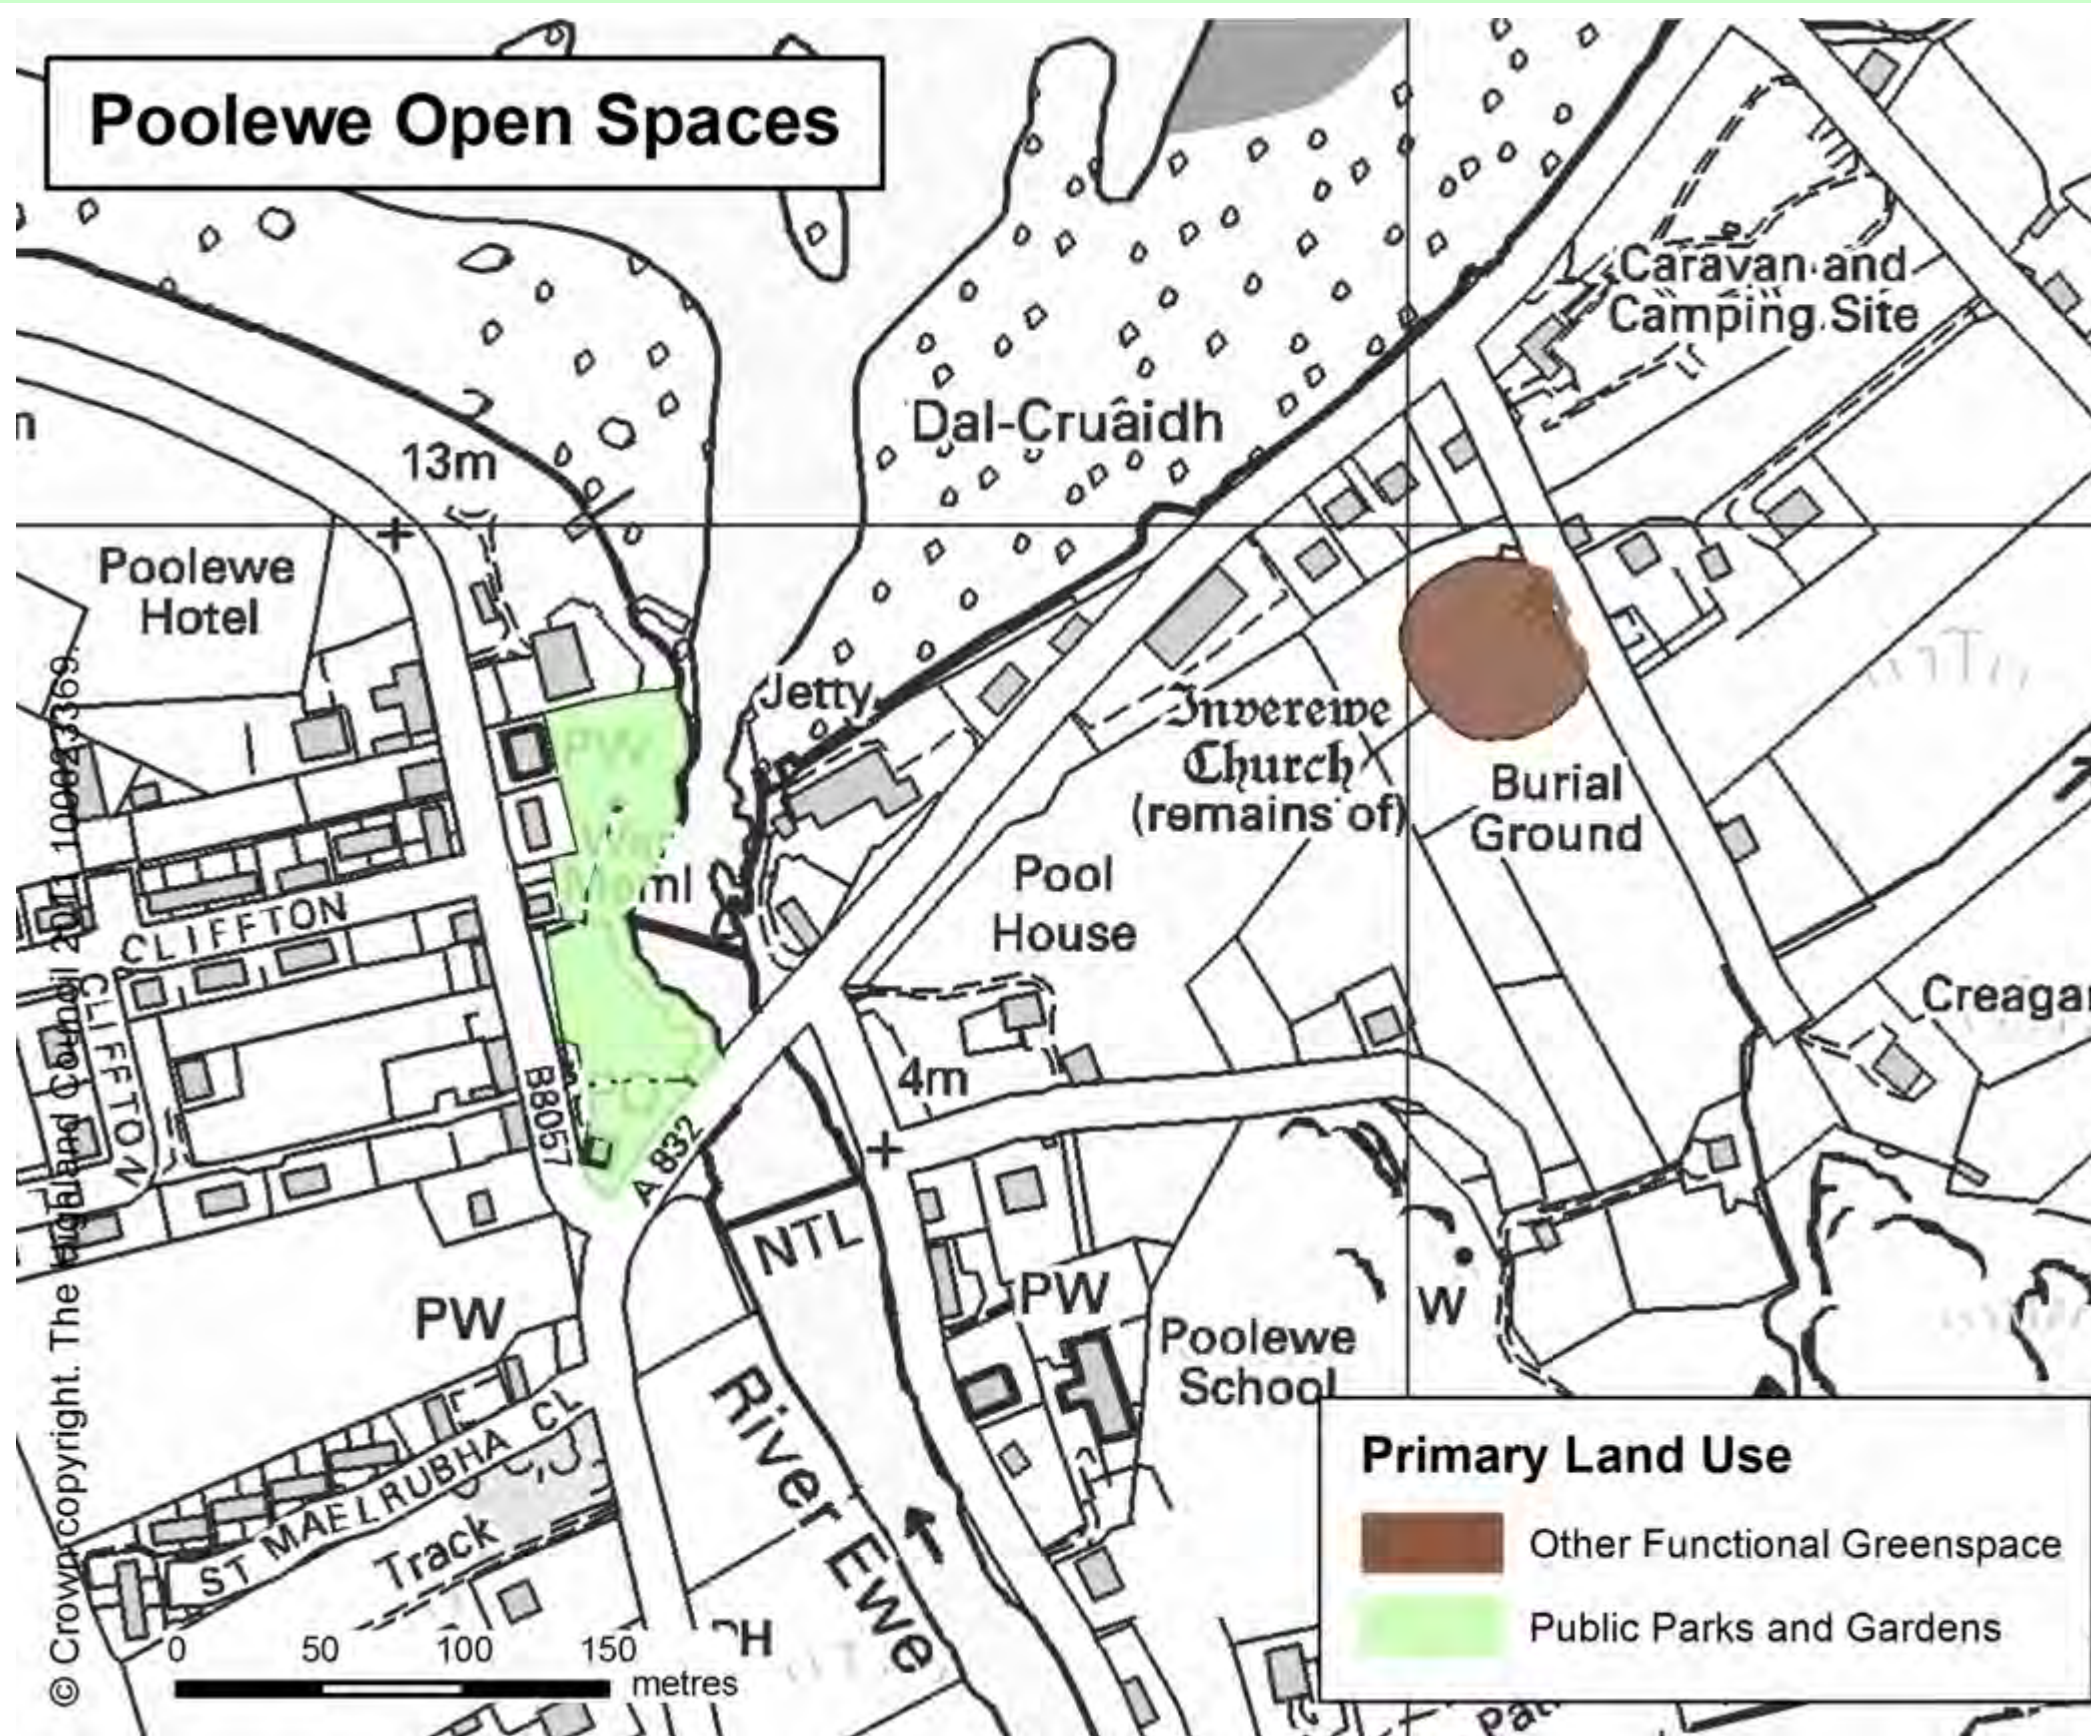 Poolewe Open Spaces
Caravan and
Camping Site
Dal-Cruaidh
13m
Poolewe
Hotel
Jetty
Inverewe
Church
(remains of)
PW
War
Meml
Burial
Ground
Pool
House
CLIFFTON
CLIFFTON
B8057
PO
A 832
4m
NTL
PW
PW
W
Poolewe
School
River Ewe
ST MAELRUBHA CL
Track
0 50 100 150
metres
© Crown copyright. The Highland Council 2011 100023369.
Primary Land Use
Other Functional Greenspace
Public Parks and Gardens